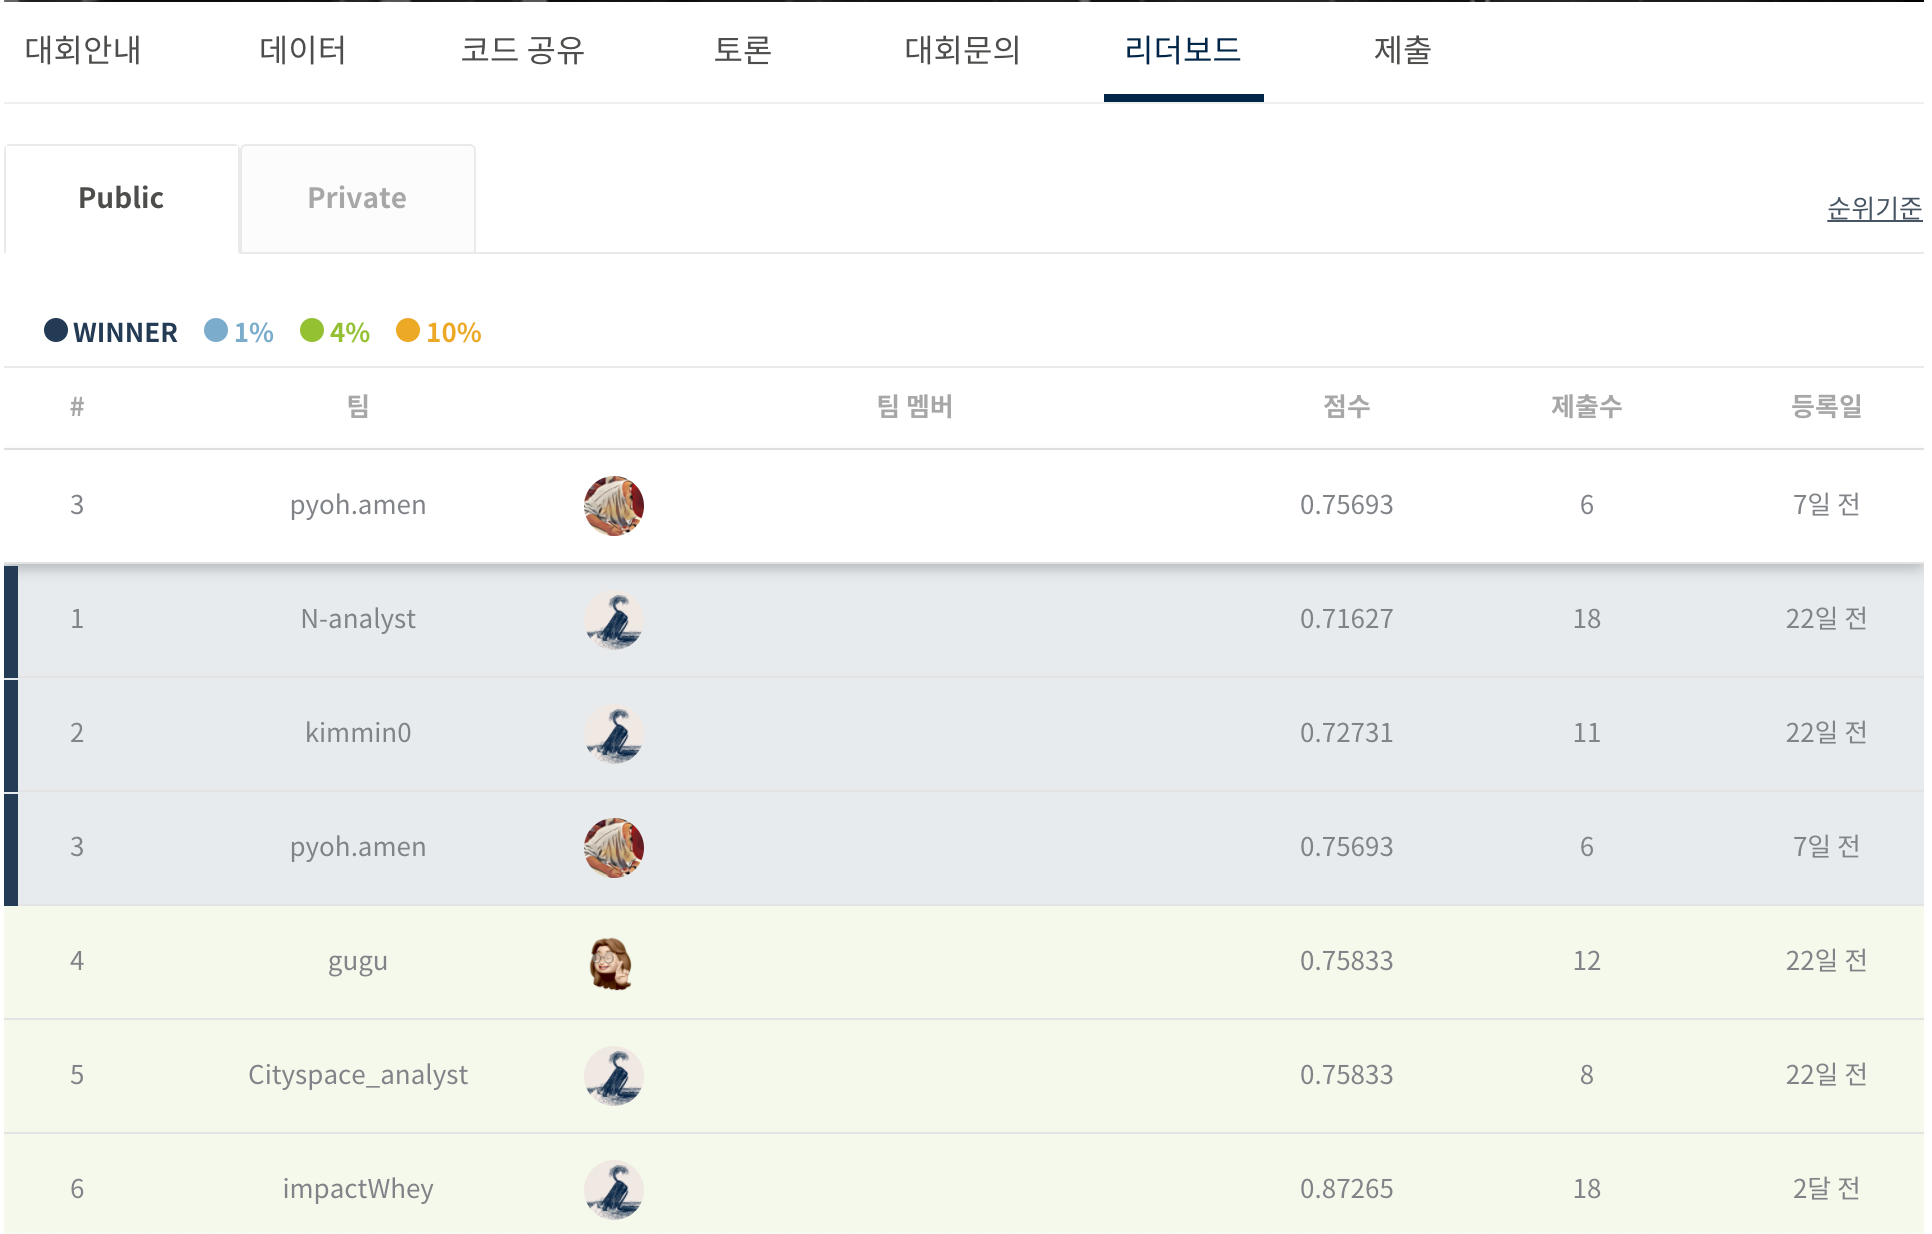 대회안내 데이터 코드 공유 토론 대회문의 리더보드 제출
Public Private
순위기준
WINNER 1% 4% 10%
# 팀 팀 멤버 점수 제출수 등록일
3 pyoh.amen 0.75693 6 7일 전
1 N-analyst 0.71627 18 22일 전
2 kimmin0 0.72731 11 22일 전
3 pyoh.amen 0.75693 6 7일 전
4 gugu 0.75833 12 22일 전
5 Cityspace_analyst 0.75833 8 22일 전
6 impactWhey 0.87265 18 2달 전